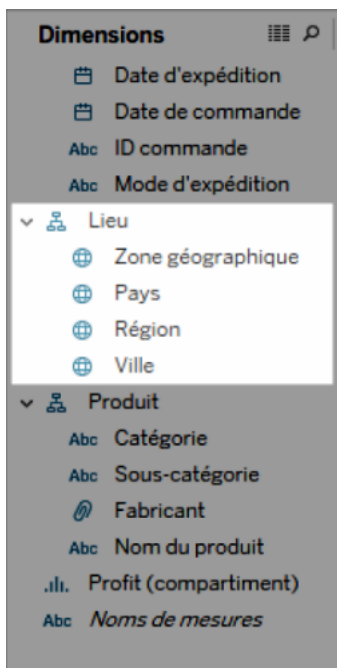 Dimensions
Date d'expédition
Date de commande
Abc ID commande
Abc Mode d'expédition
Lieu
Zone géographique
Pays
Région
Ville
Produit
Abc Catégorie
Abc Sous-catégorie
Fabricant
Abc Nom du produit
Profit (compartiment)
Abc Noms de mesures